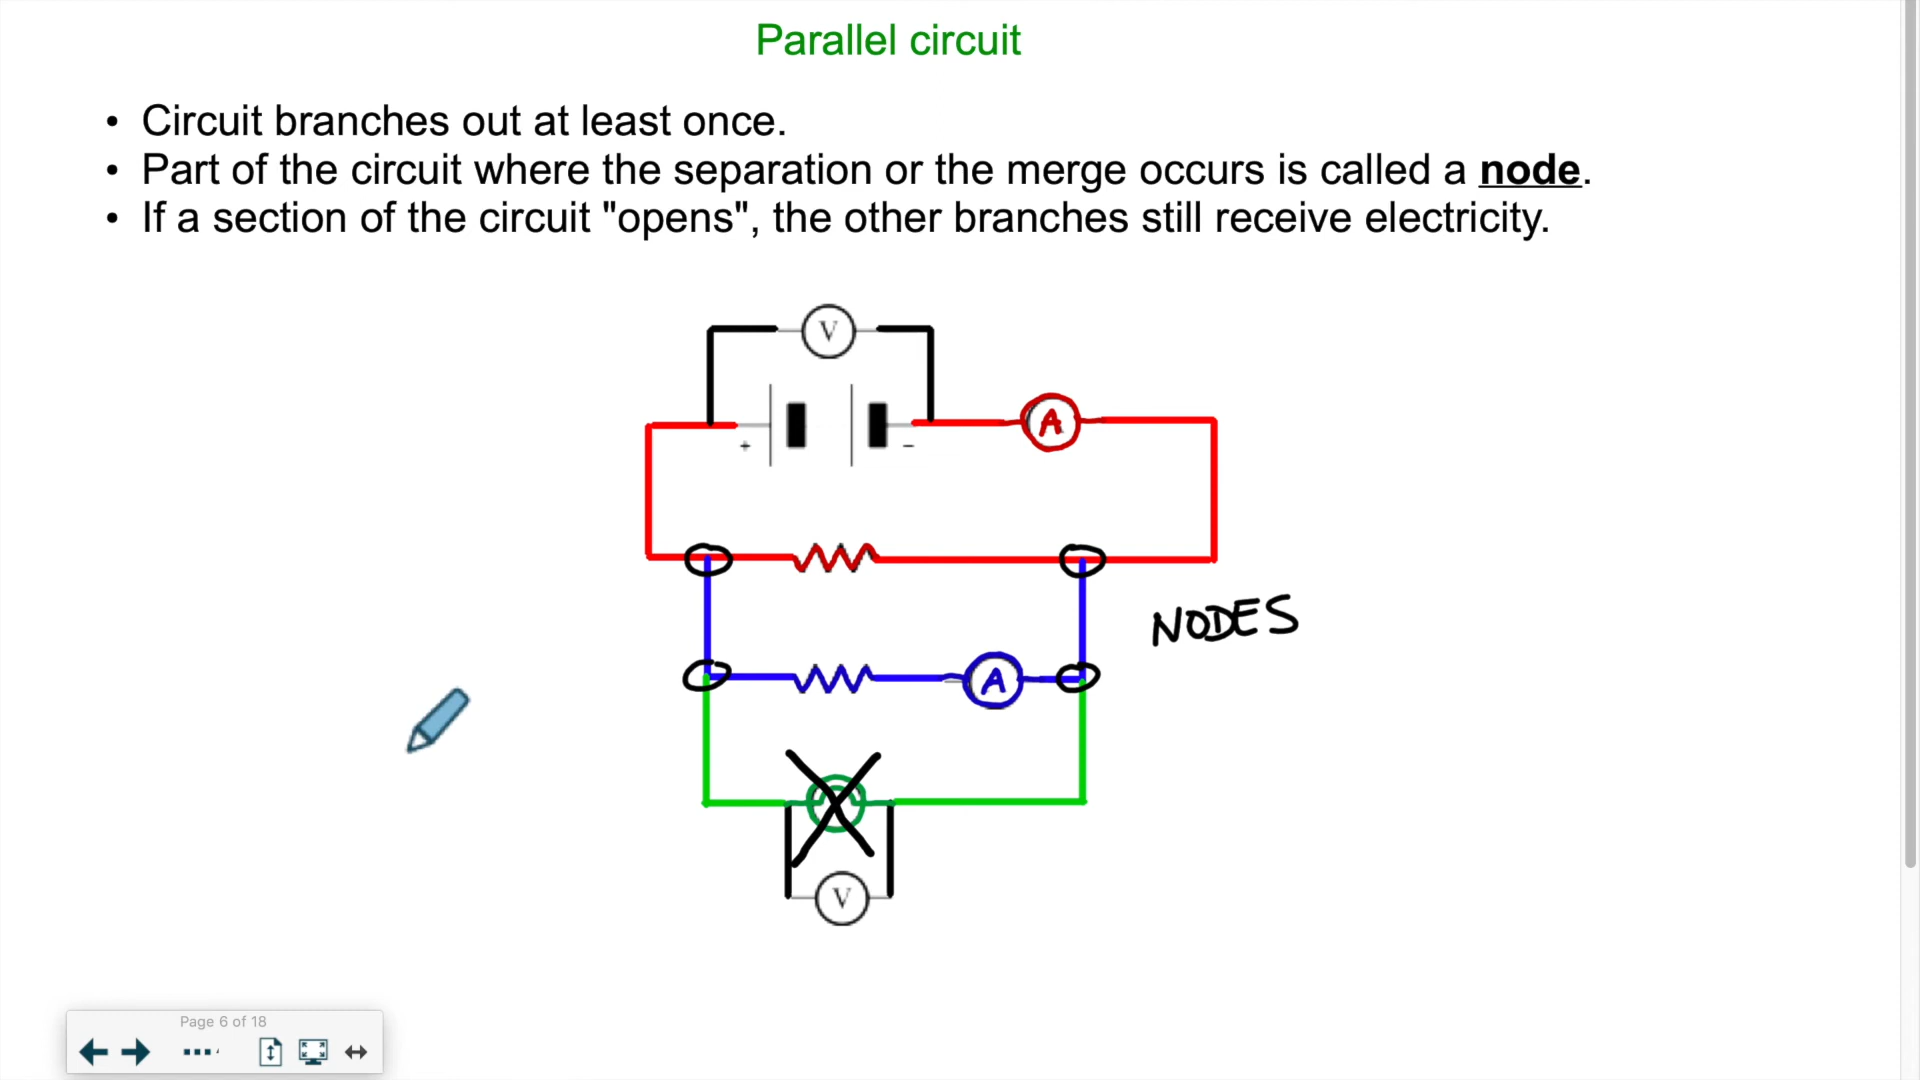 Parallel circuit
• Circuit branches out at least once.
• Part of the circuit where the separation or the merge occurs is called a node.
• If a section of the circuit "opens", the other branches still receive electricity.
V
+ −
A
NODES
A
V
Page 6 of 18